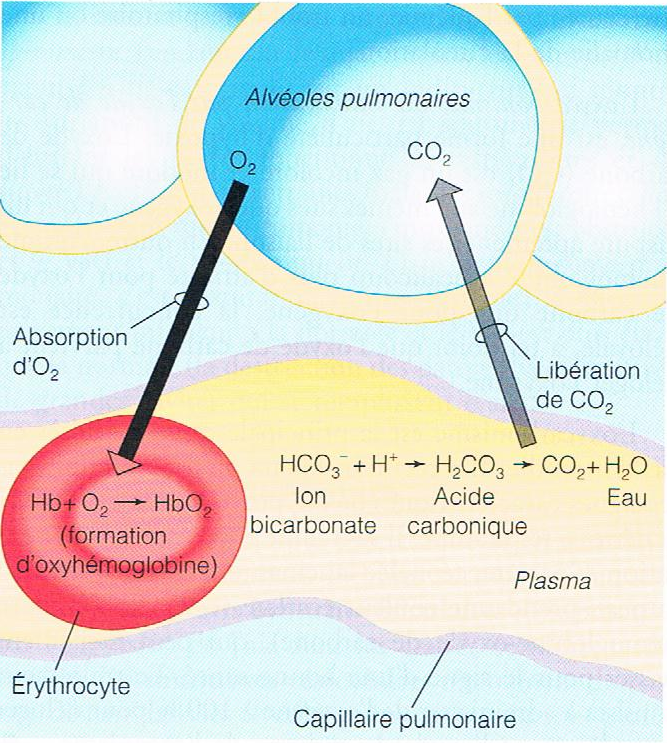 Alvéoles pulmonaires
O₂
CO₂
Absorption
d'O₂
Libération
de CO₂
HCO₃⁻ + H⁺ → H₂CO₃ → CO₂ + H₂O
Ion
bicarbonate
Acide
carbonique
Eau
Hb + O₂ → HbO₂
(formation
d'oxyhémoglobine)
Plasma
Érythrocyte
Capillaire pulmonaire